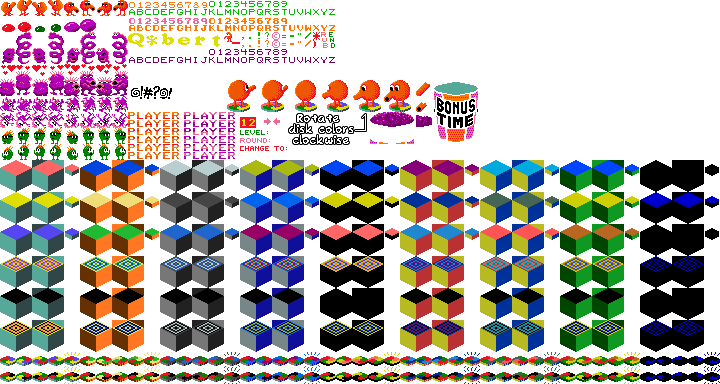 0123456789 0123456789
ABCDEFGHIJKLMNOPQRSTUVWXYZ
0123456789 0123456789
ABCDEFGHIJKLMNOPQRSTUVWXYZ
Q*bert
0123456789
ABCDEFGHIJKLMNOPQRSTUVWXYZ
@!#?@!
BONUS
TIME
PLAYER PLAYER
PLAYER PLAYER
PLAYER PLAYER
PLAYER PLAYER
PLAYER PLAYER
PLAYER PLAYER
12
LEVEL:
ROUND:
CHANGE TO:
Rotate
disk colors
clockwise